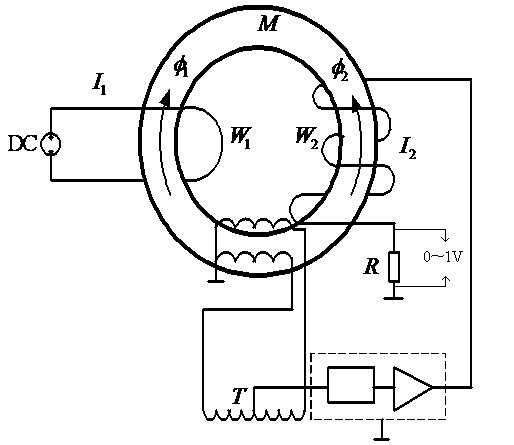 M
ϕ₁
ϕ₂
I₁
DC
W₁
W₂
I₂
R
0～1V
T